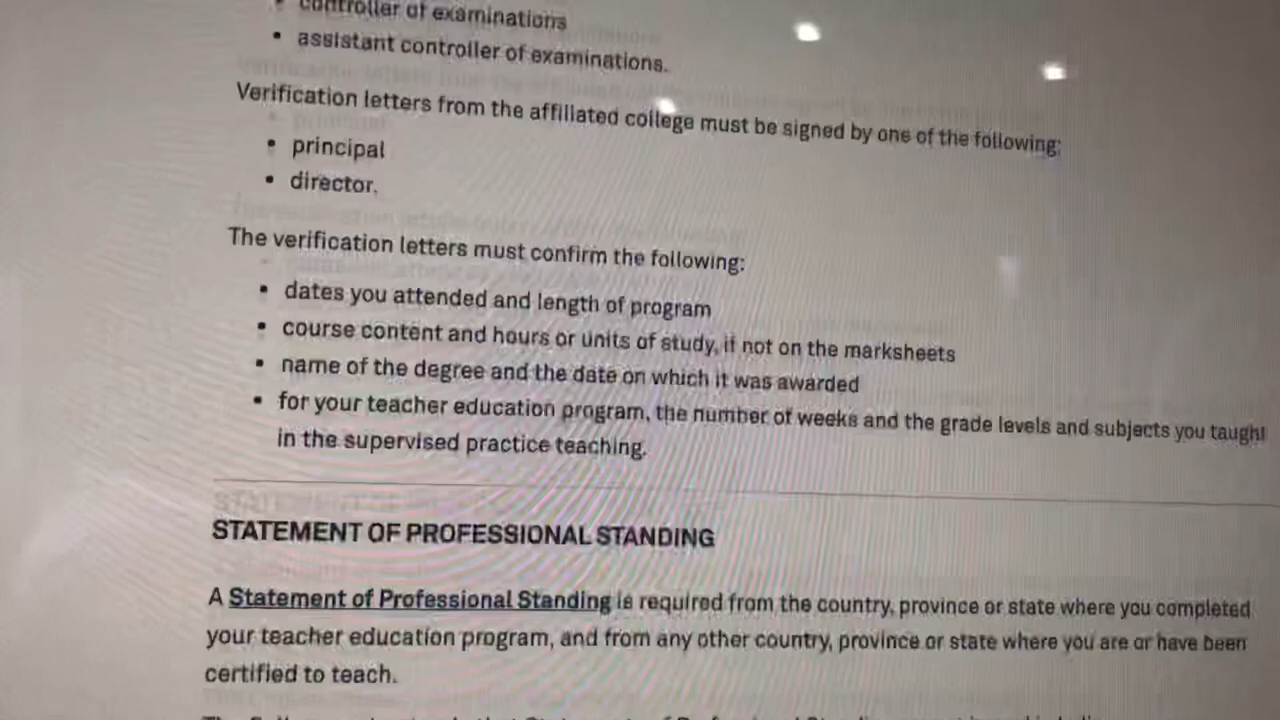 controller of examinations
assistant controller of examinations.
Verification letters from the affiliated college must be signed by one of the following:
principal
director.
The verification letters must confirm the following:
dates you attended and length of program
course content and hours or units of study, if not on the marksheets
name of the degree and the date on which it was awarded
for your teacher education program, the number of weeks and the grade levels and subjects you taught
in the supervised practice teaching.
STATEMENT OF PROFESSIONAL STANDING
A Statement of Professional Standing is required from the country, province or state where you completed
your teacher education program, and from any other country, province or state where you are or have been
certified to teach.